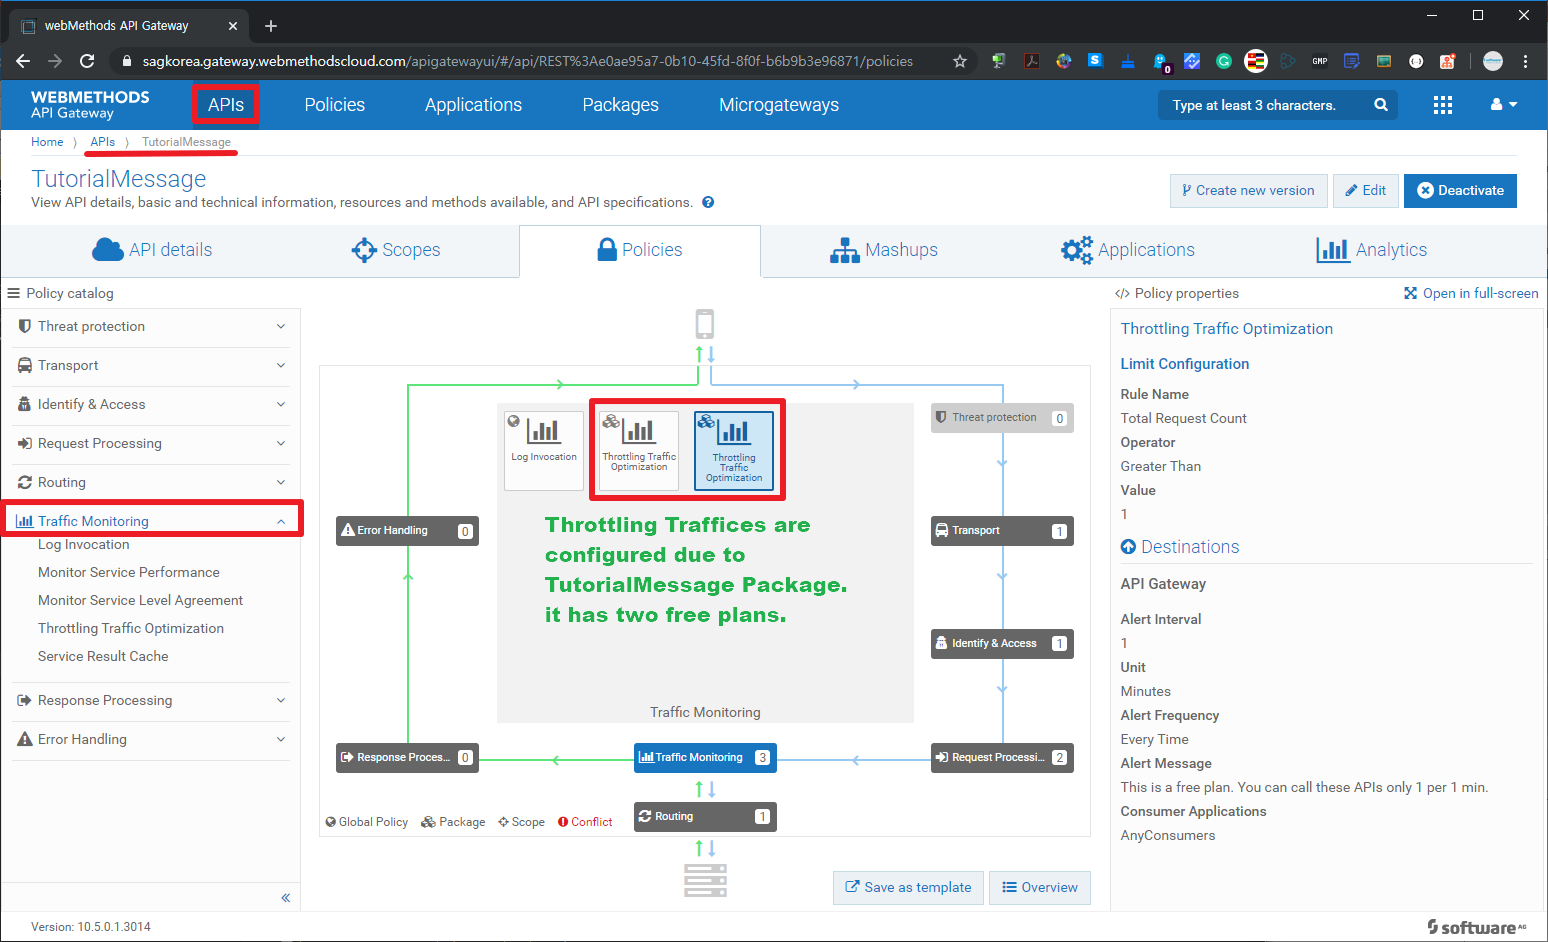 webMethods API Gateway
sagkorea.gateway.webmethodscloud.com/apigatewayui/#/api/REST%3Ae0ae95a7-0b10-45fd-8f0f-b6b9b3e96871/policies
S
0
G
GMP
WEBMETHODS
API Gateway
APIs
Policies
Applications
Packages
Microgateways
Type at least 3 characters.
Home
APIs
TutorialMessage
TutorialMessage
View API details, basic and technical information, resources and methods available, and API specifications.
Create new version
Edit
Deactivate
API details
Scopes
Policies
Mashups
Applications
Analytics
Policy catalog
Threat protection
Transport
Identify & Access
Request Processing
Routing
Traffic Monitoring
Log Invocation
Monitor Service Performance
Monitor Service Level Agreement
Throttling Traffic Optimization
Service Result Cache
Response Processing
Error Handling
Log Invocation
Throttling Traffic
Optimization
Throttling
Traffic
Optimization
Throttling Traffices are
configured due to
TutorialMessage Package.
it has two free plans.
Traffic Monitoring
Threat protection 0
Transport 1
Identify & Access 1
Request Processi... 2
Traffic Monitoring 3
Response Proces... 0
Error Handling 0
Routing 1
Global Policy
Package
Scope
Conflict
Save as template
Overview
Policy properties
Open in full-screen
Throttling Traffic Optimization
Limit Configuration
Rule Name
Total Request Count
Operator
Greater Than
Value
1
Destinations
API Gateway
Alert Interval
1
Unit
Minutes
Alert Frequency
Every Time
Alert Message
This is a free plan. You can call these APIs only 1 per 1 min.
Consumer Applications
AnyConsumers
Version: 10.5.0.1.3014
software AG